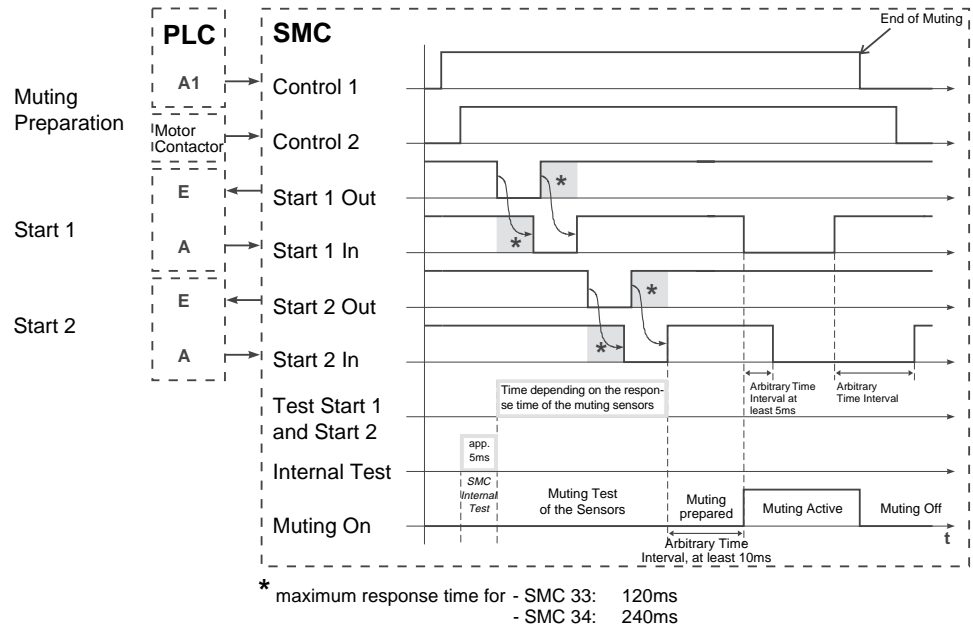 PLC
SMC
End of Muting
Muting
Preparation
A1
Control 1
Motor
Contactor
Control 2
E
Start 1 Out
*
Start 1
A
Start 1 In
*
E
Start 2 Out
*
Start 2
A
Start 2 In
*
Arbitrary Time
Interval at
least 5ms
Arbitrary
Time Interval
Time depending on the respon-
se time of the muting sensors
Test Start 1
and Start 2
app.
5ms
Internal Test
SMC
Internal
Test
Muting Test
of the Sensors
Muting
prepared
Muting Active
Muting Off
Muting On
t
Arbitrary Time
Interval, at least 10ms
* maximum response time for - SMC 33: 120ms
- SMC 34: 240ms